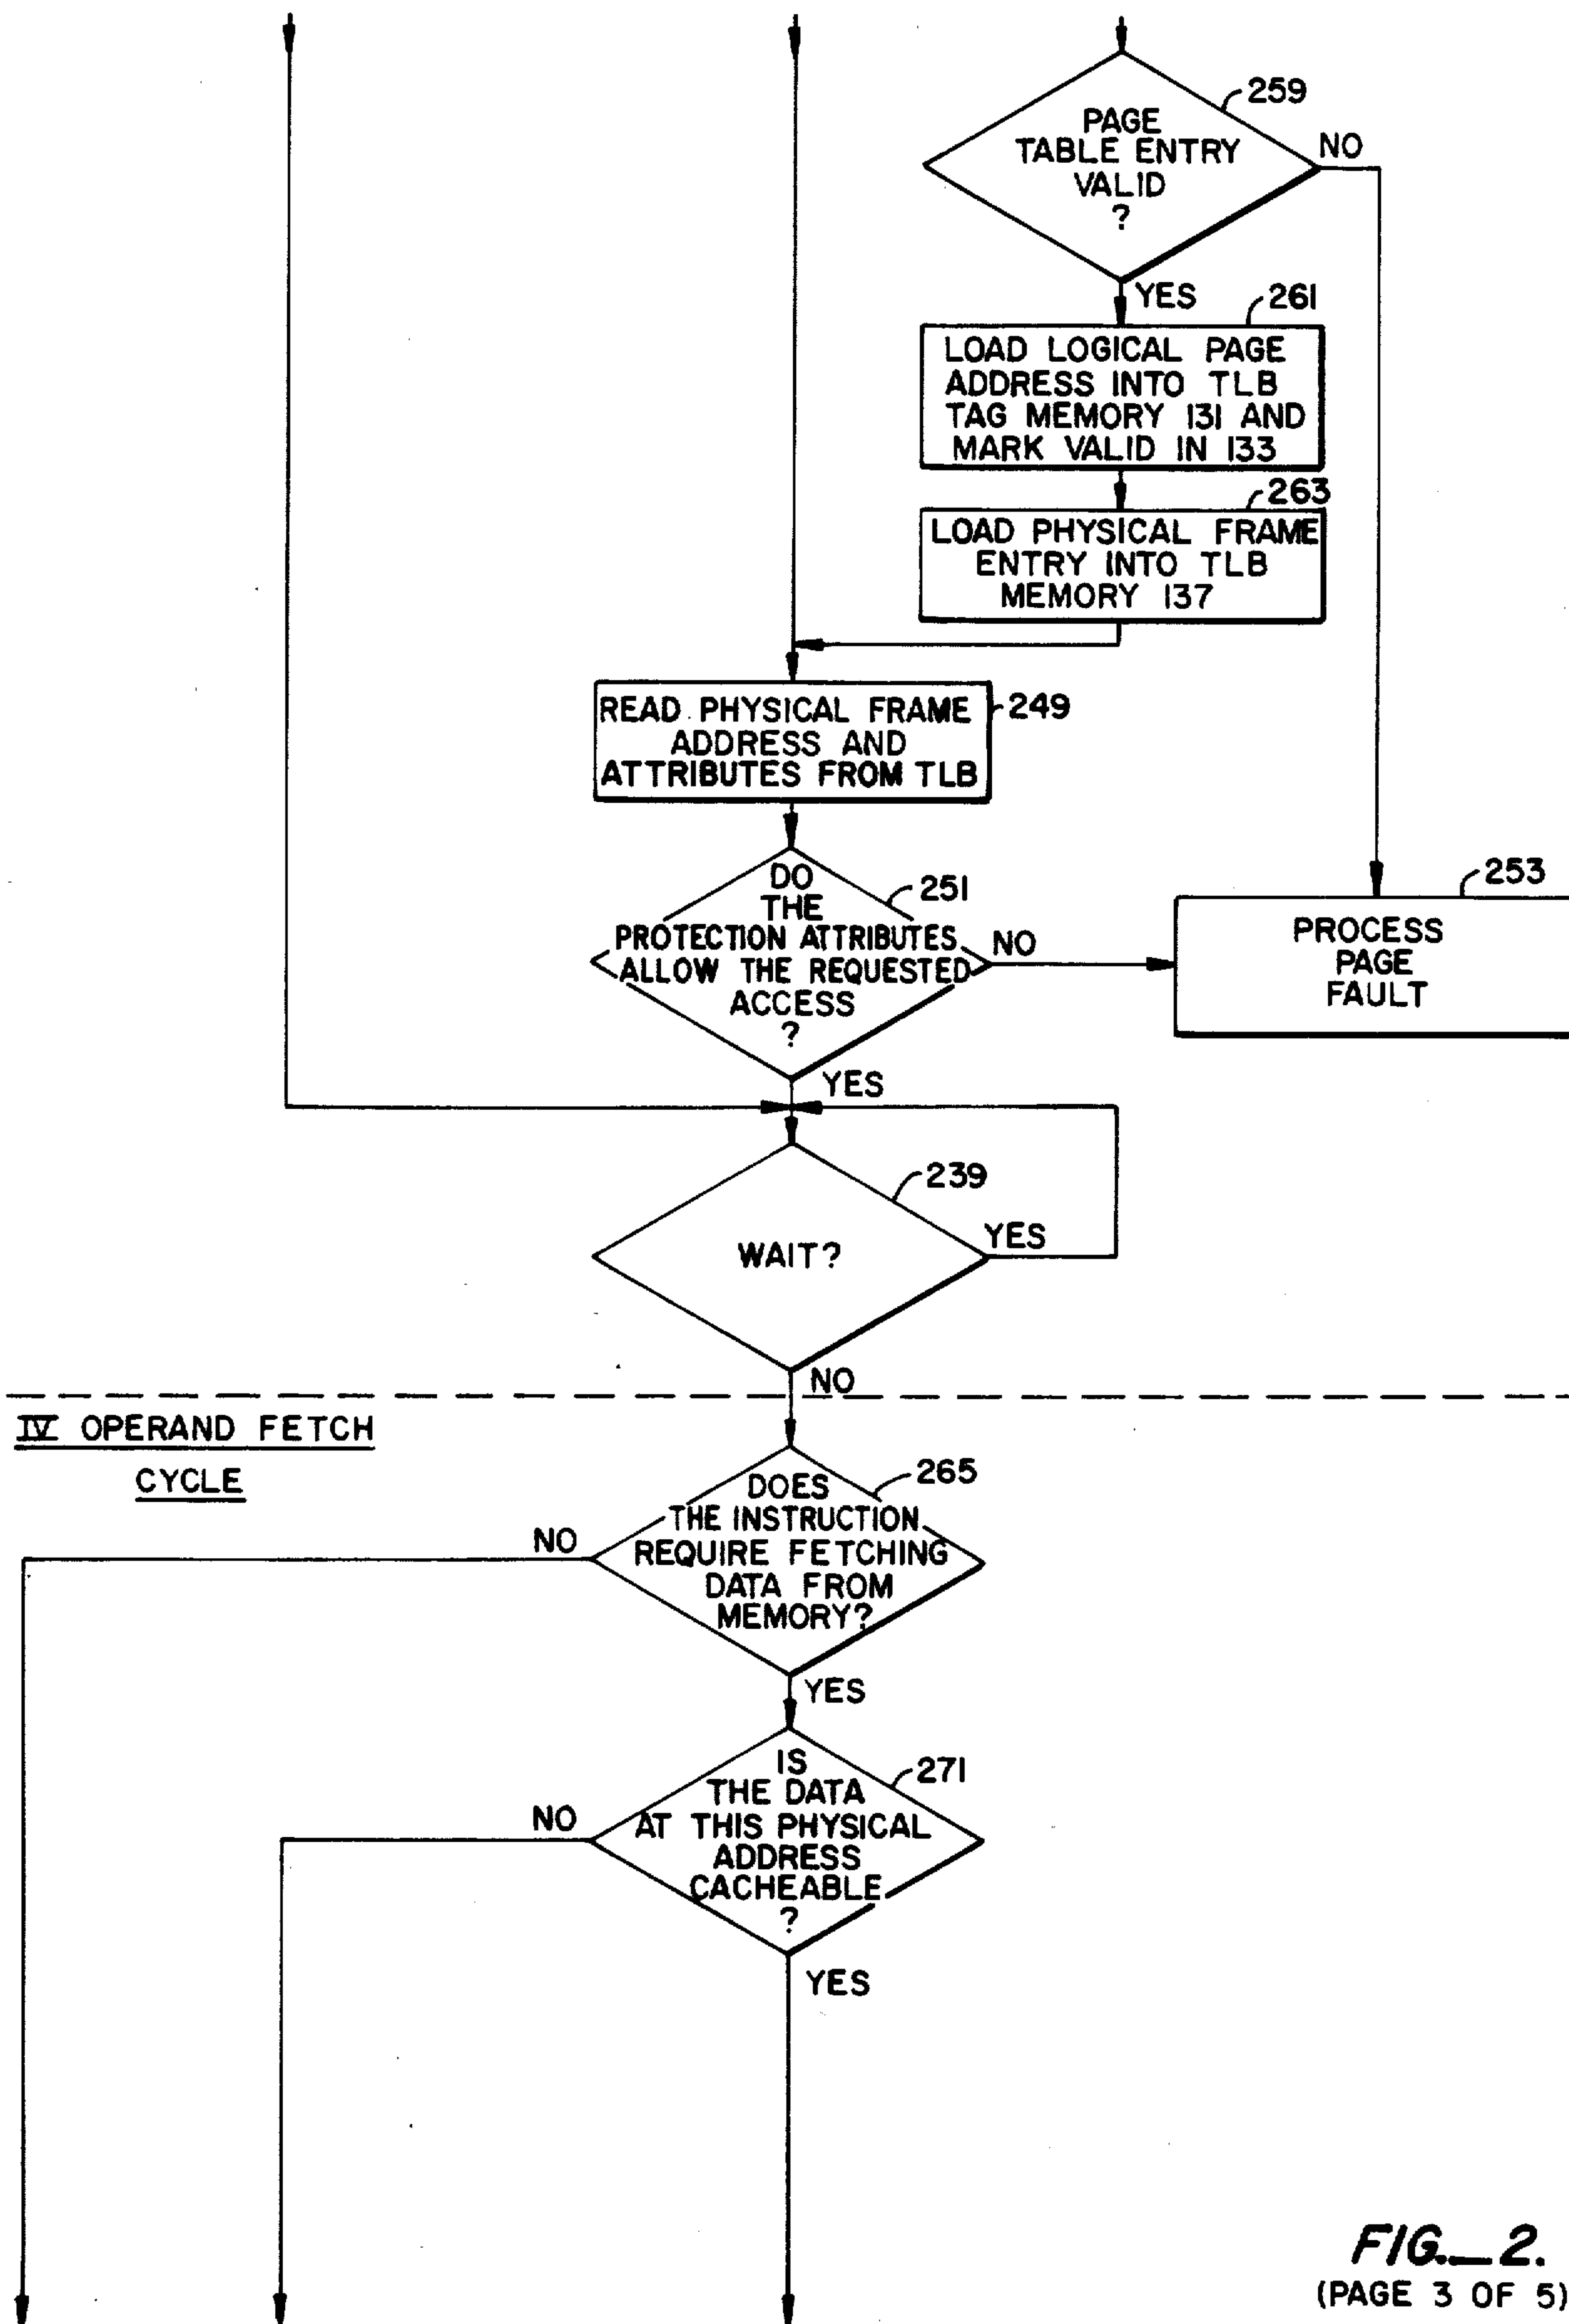 259
PAGE
TABLE ENTRY
VALID
?
NO
YES
261
LOAD LOGICAL PAGE
ADDRESS INTO TLB
TAG MEMORY 131 AND
MARK VALID IN 133
263
LOAD PHYSICAL FRAME
ENTRY INTO TLB
MEMORY 137
READ PHYSICAL FRAME
ADDRESS AND
ATTRIBUTES FROM TLB
249
DO
THE
PROTECTION ATTRIBUTES
ALLOW THE REQUESTED
ACCESS
?
251
NO
253
PROCESS
PAGE
FAULT
YES
239
WAIT?
YES
NO
IV OPERAND FETCH
CYCLE
265
DOES
THE INSTRUCTION
REQUIRE FETCHING
DATA FROM
MEMORY?
NO
YES
271
IS
THE DATA
AT THIS PHYSICAL
ADDRESS
CACHEABLE
?
NO
YES
FIG._2.
(PAGE 3 OF 5)